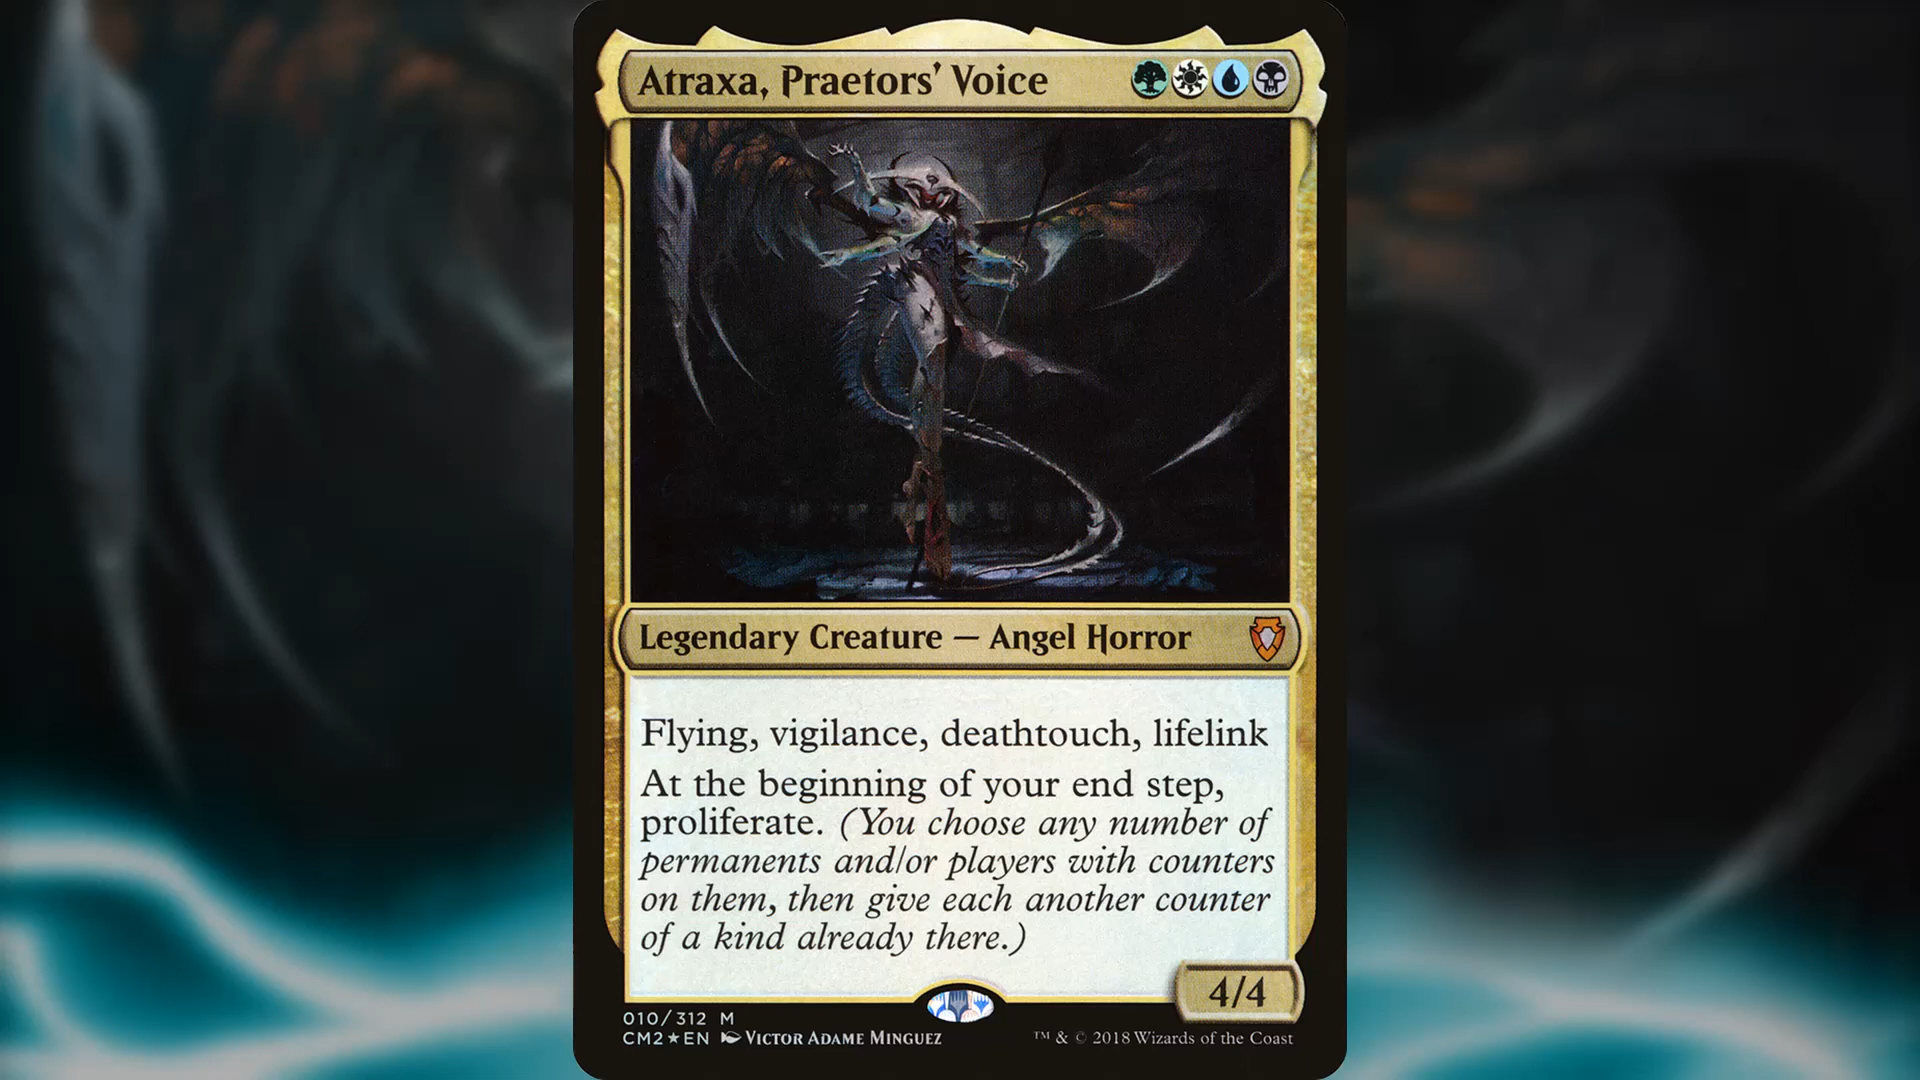 Atraxa, Praetors' Voice
Legendary Creature — Angel Horror
Flying, vigilance, deathtouch, lifelink
At the beginning of your end step,
proliferate. (You choose any number of
permanents and/or players with counters
on them, then give each another counter
of a kind already there.)
4/4
010/312 M
CM2★EN Victor Adame Minguez
™ & © 2018 Wizards of the Coast